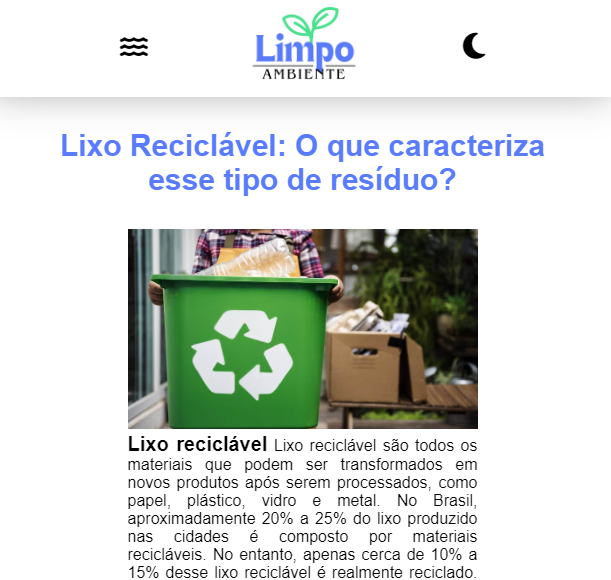 Limpo
AMBIENTE
Lixo Reciclável: O que caracteriza
esse tipo de resíduo?
Lixo reciclável Lixo reciclável são todos os
materiais que podem ser transformados em
novos produtos após serem processados, como
papel, plástico, vidro e metal. No Brasil,
aproximadamente 20% a 25% do lixo produzido
nas cidades é composto por materiais
recicláveis. No entanto, apenas cerca de 10% a
15% desse lixo reciclável é realmente reciclado.